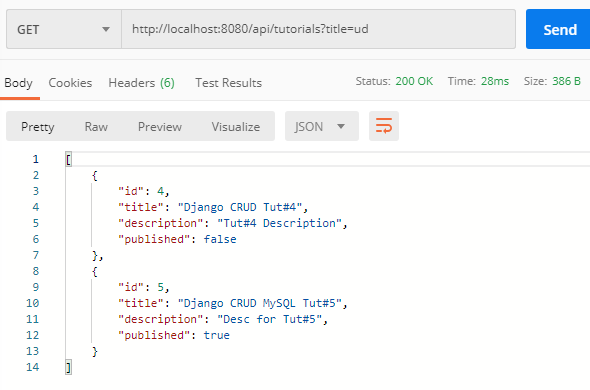 GET http://localhost:8080/api/tutorials?title=ud Send
Body Cookies Headers (6) Test Results Status: 200 OK Time: 28ms Size: 386 B
Pretty Raw Preview Visualize JSON
1 [
2 {
3 "id": 4,
4 "title": "Django CRUD Tut#4",
5 "description": "Tut#4 Description",
6 "published": false
7 },
8 {
9 "id": 5,
10 "title": "Django CRUD MySQL Tut#5",
11 "description": "Desc for Tut#5",
12 "published": true
13 }
14 ]